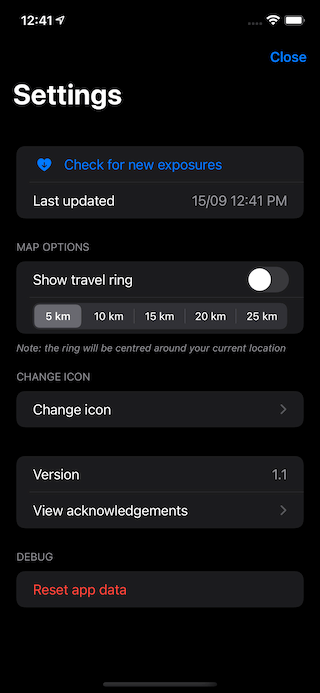 12:41
Close
Settings
Check for new exposures
Last updated 15/09 12:41 PM
MAP OPTIONS
Show travel ring
5 km 10 km 15 km 20 km 25 km
Note: the ring will be centred around your current location
CHANGE ICON
Change icon
Version 1.1
View acknowledgements
DEBUG
Reset app data